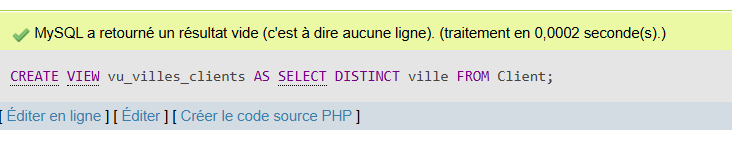 MySQL a retourné un résultat vide (c'est à dire aucune ligne). (traitement en 0,0002 seconde(s).)
CREATE VIEW vu_villes_clients AS SELECT DISTINCT ville FROM Client;
[ Éditer en ligne ] [ Éditer ] [ Créer le code source PHP ]